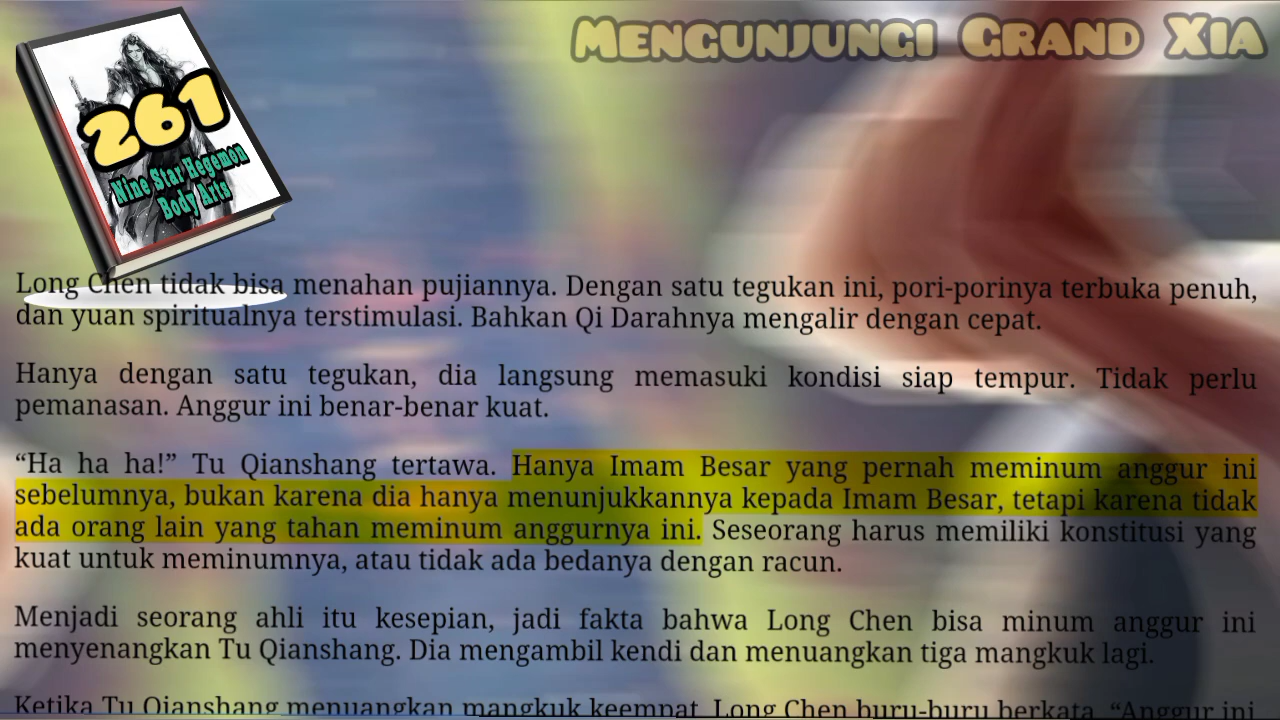 Mengunjungi Grand Xia
261
Nine Star Hegemon
Body Arts
Long Chen tidak bisa menahan pujiannya. Dengan satu tegukan ini, pori-porinya terbuka penuh,
dan yuan spiritualnya terstimulasi. Bahkan Qi Darahnya mengalir dengan cepat.
Hanya dengan satu tegukan, dia langsung memasuki kondisi siap tempur. Tidak perlu
pemanasan. Anggur ini benar-benar kuat.
“Ha ha ha!” Tu Qianshang tertawa. Hanya Imam Besar yang pernah meminum anggur ini
sebelumnya, bukan karena dia hanya menunjukkannya kepada Imam Besar, tetapi karena tidak
ada orang lain yang tahan meminum anggurnya ini. Seseorang harus memiliki konstitusi yang
kuat untuk meminumnya, atau tidak ada bedanya dengan racun.
Menjadi seorang ahli itu kesepian, jadi fakta bahwa Long Chen bisa minum anggur ini
menyenangkan Tu Qianshang. Dia mengambil kendi dan menuangkan tiga mangkuk lagi.
Ketika Tu Qianshang menuangkan mangkuk keempat, Long Chen buru-buru berkata, “Anggur ini